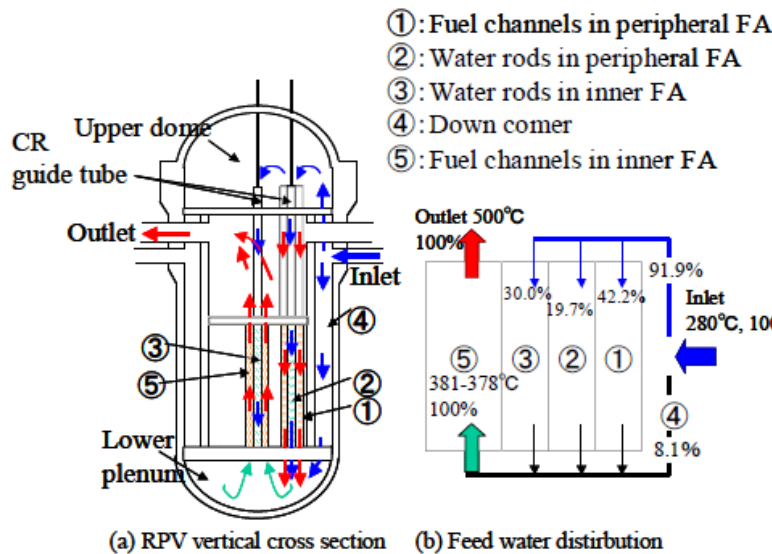 ①: Fuel channels in peripheral FA
②: Water rods in peripheral FA
③: Water rods in inner FA
④: Down comer
⑤: Fuel channels in inner FA
Upper dome
CR
guide tube
Outlet
Inlet
④
③
⑤
②
①
Lower
plenum
(a) RPV vertical cross section
Outlet 500℃
100%
91.9%
30.0%
19.7%
42.2%
Inlet
280℃, 100
⑤
③
②
①
381-378℃
100%
④
8.1%
(b) Feed water distirbution